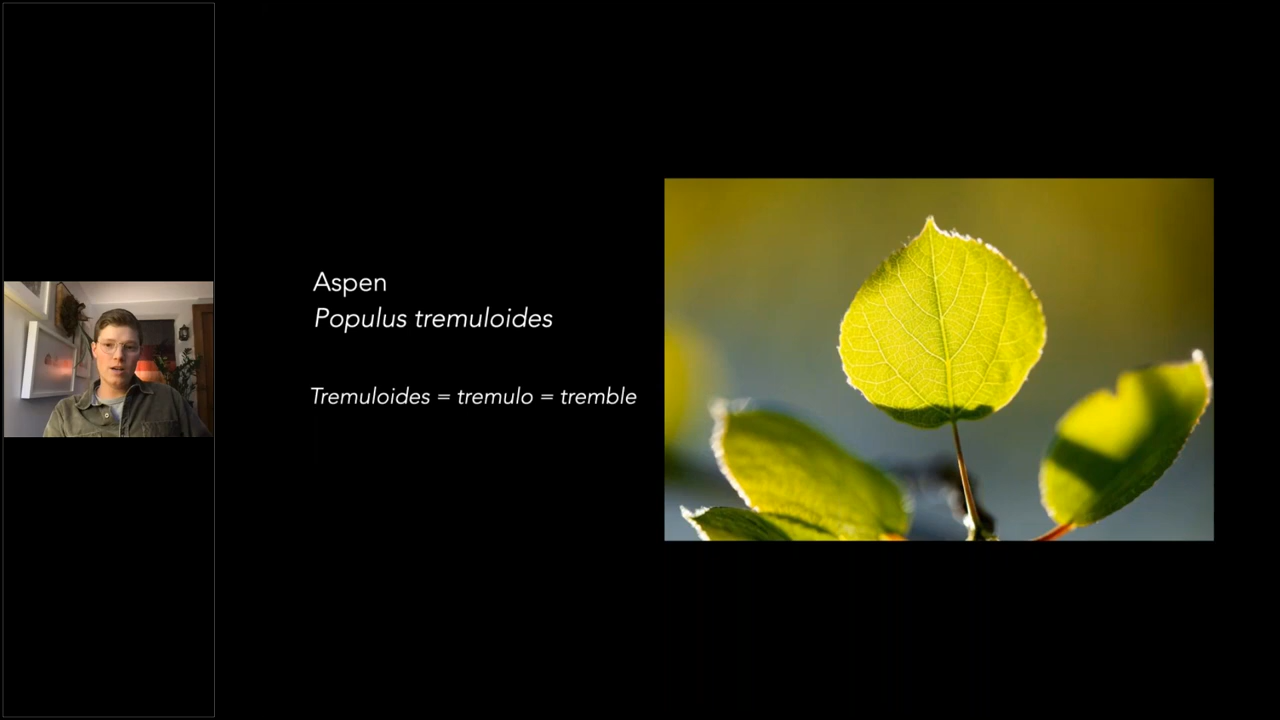 Aspen
Populus tremuloides
Tremuloides = tremulo = tremble